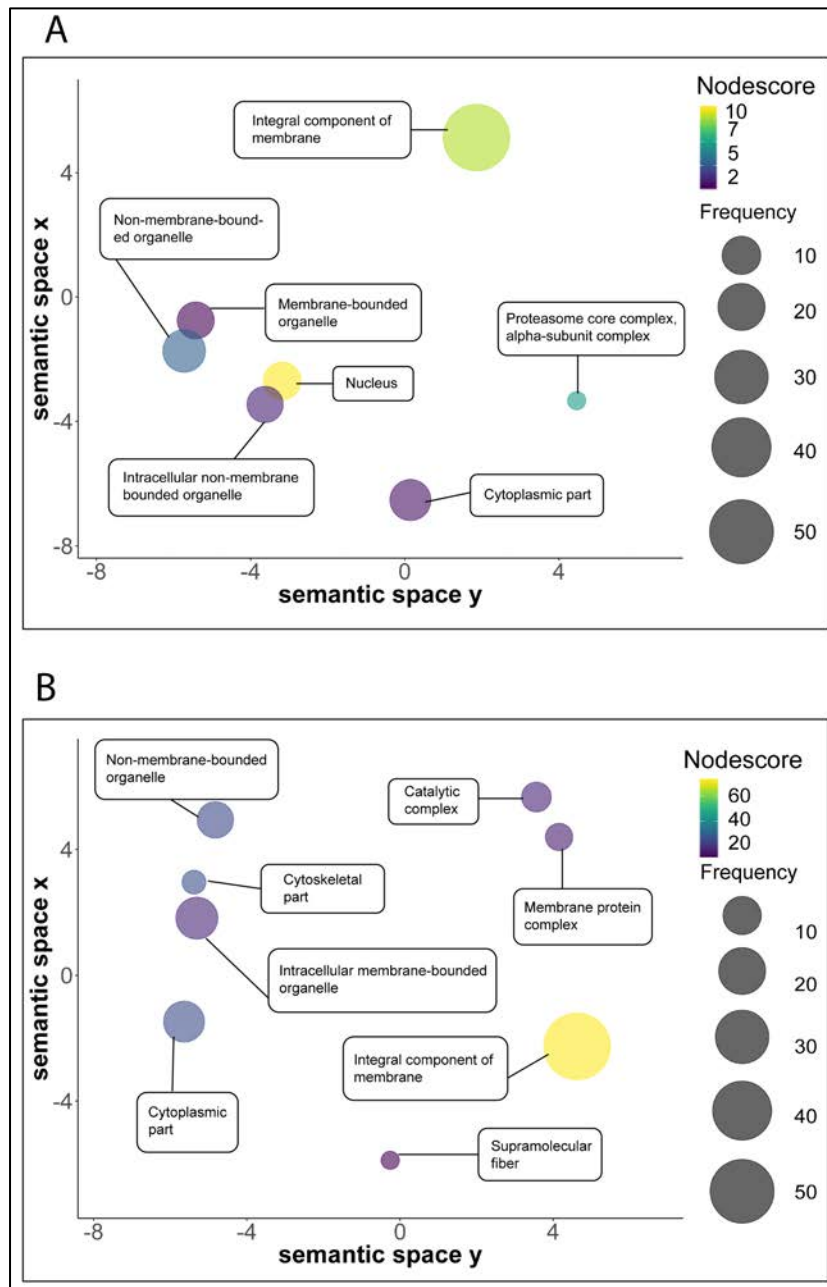 A
Nodescore
10
7
5
2
Frequency
10
20
30
40
50
Integral component of
membrane
Non-membrane-bound-
ed organelle
Membrane-bounded
organelle
Proteasome core complex,
alpha-subunit complex
Nucleus
Intracellular non-membrane
bounded organelle
Cytoplasmic part
semantic space x
4
0
-4
-8
-8
-4
0
4
semantic space y
B
Nodescore
60
40
20
Frequency
10
20
30
40
50
Non-membrane-bounded
organelle
Catalytic
complex
Cytoskeletal
part
Membrane protein
complex
Intracellular membrane-bounded
organelle
Integral component of
membrane
Cytoplasmic
part
Supramolecular
fiber
semantic space x
4
0
-4
-8
-4
0
4
semantic space y